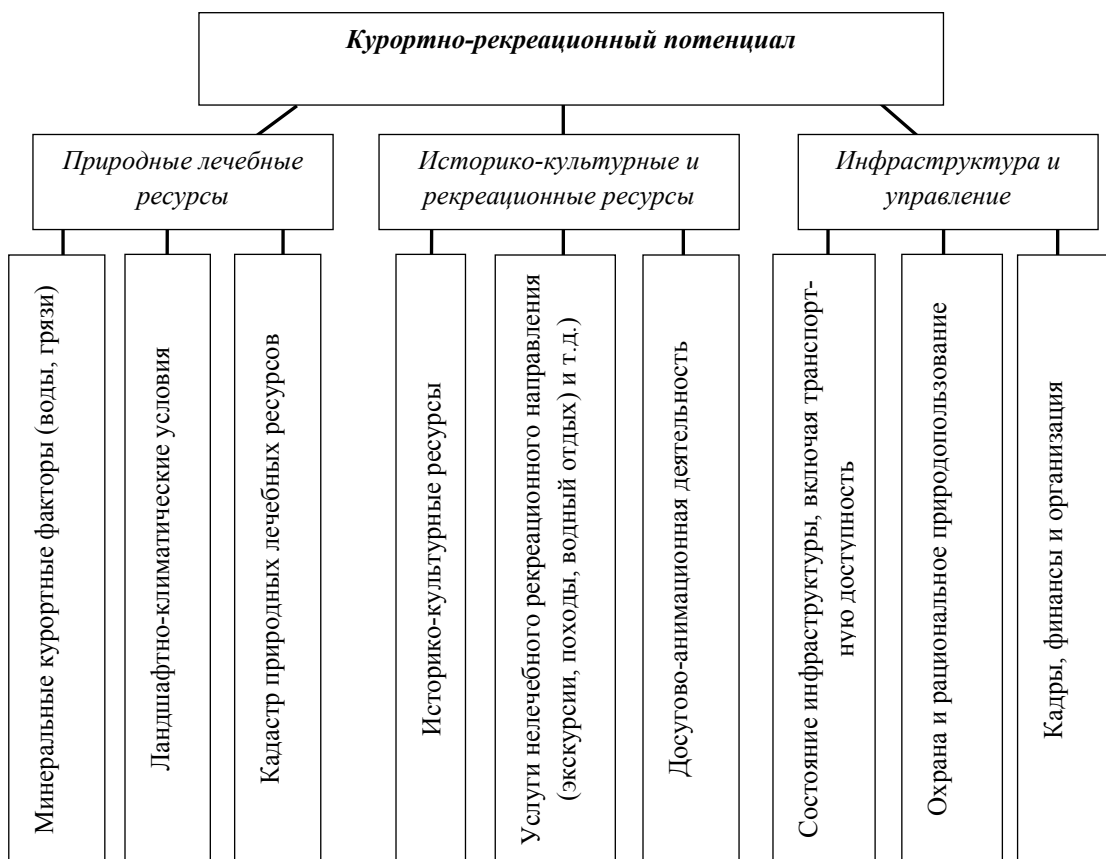 Курортно-рекреационный потенциал
Природные лечебные
ресурсы
Историко-культурные и
рекреационные ресурсы
Инфраструктура и
управление
Минеральные курортные факторы (воды, грязи)
Ландшафтно-климатические условия
Кадастр природных лечебных ресурсов
Историко-культурные ресурсы
Услуги нелечебного рекреационного направления
(экскурсии, походы, водный отдых) и т.д.)
Досугово-анимационная деятельность
Состояние инфраструктуры, включая транспорт-
ную доступность
Охрана и рациональное природопользование
Кадры, финансы и организация